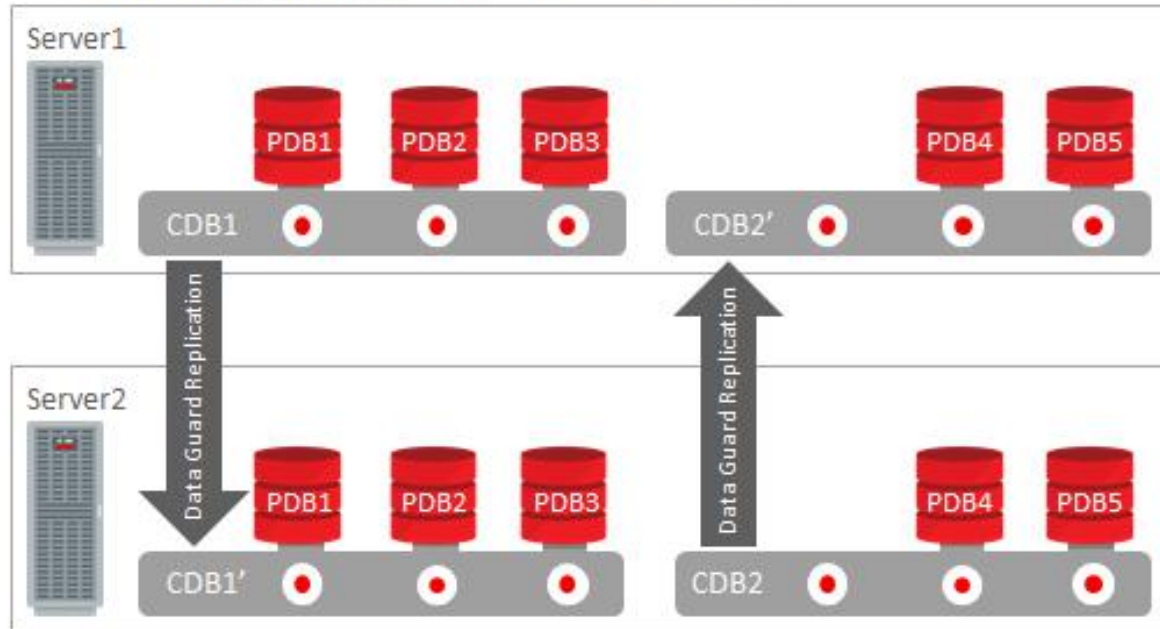 Server1
PDB1 PDB2 PDB3 PDB4 PDB5
CDB1 CDB2’
Data Guard Replication
Data Guard Replication
Server2
PDB1 PDB2 PDB3 PDB4 PDB5
CDB1’ CDB2